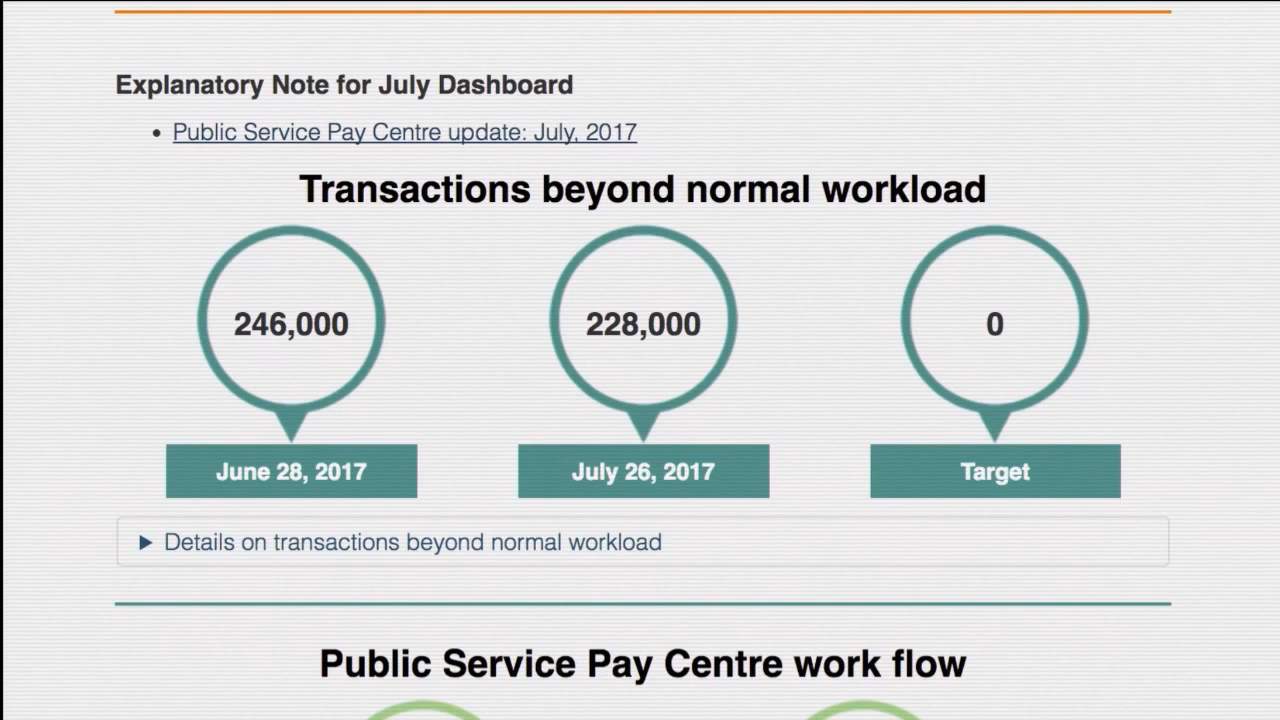 Explanatory Note for July Dashboard
Public Service Pay Centre update: July, 2017
Transactions beyond normal workload
246,000
228,000
0
June 28, 2017
July 26, 2017
Target
Details on transactions beyond normal workload
Public Service Pay Centre work flow